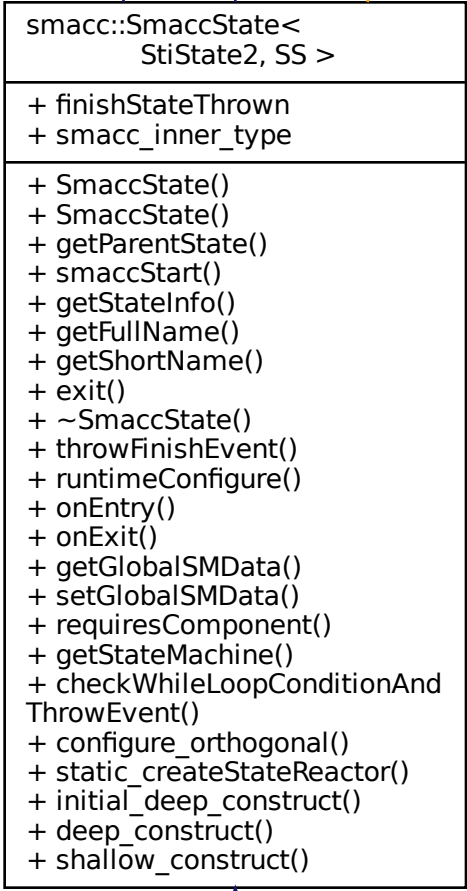 smacc::SmaccState<
StiState2, SS >
+ finishStateThrown
+ smacc_inner_type
+ SmaccState()
+ SmaccState()
+ getParentState()
+ smaccStart()
+ getStateInfo()
+ getFullName()
+ getShortName()
+ exit()
+ ~SmaccState()
+ throwFinishEvent()
+ runtimeConfigure()
+ onEntry()
+ onExit()
+ getGlobalSMData()
+ setGlobalSMData()
+ requiresComponent()
+ getStateMachine()
+ checkWhileLoopConditionAnd
ThrowEvent()
+ configure_orthogonal()
+ static_createStateReactor()
+ initial_deep_construct()
+ deep_construct()
+ shallow_construct()